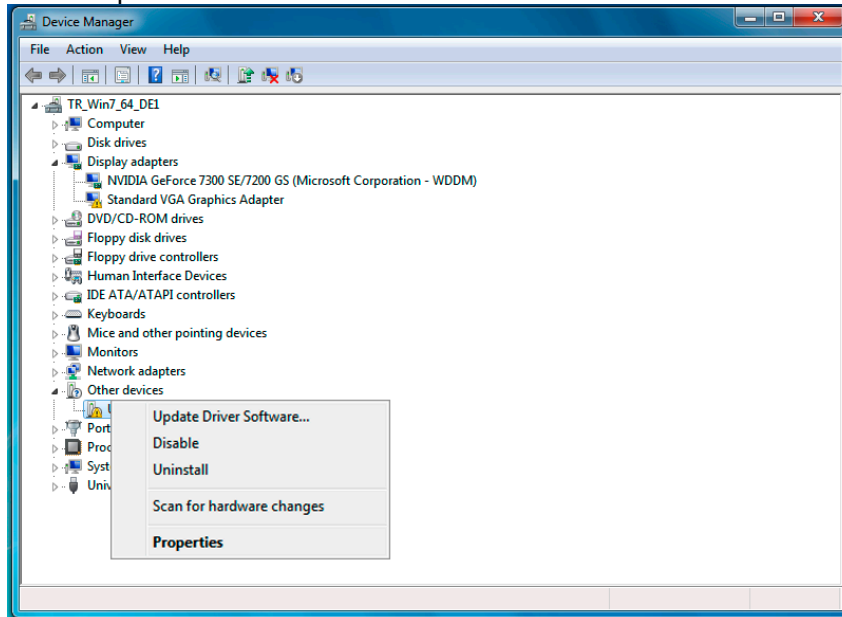 Device Manager
File Action View Help
TR_Win7_64_DE1
Computer
Disk drives
Display adapters
NVIDIA GeForce 7300 SE/7200 GS (Microsoft Corporation - WDDM)
Standard VGA Graphics Adapter
DVD/CD-ROM drives
Floppy disk drives
Floppy drive controllers
Human Interface Devices
IDE ATA/ATAPI controllers
Keyboards
Mice and other pointing devices
Monitors
Network adapters
Other devices
Port
Proc
Syst
Univ
Update Driver Software...
Disable
Uninstall
Scan for hardware changes
Properties